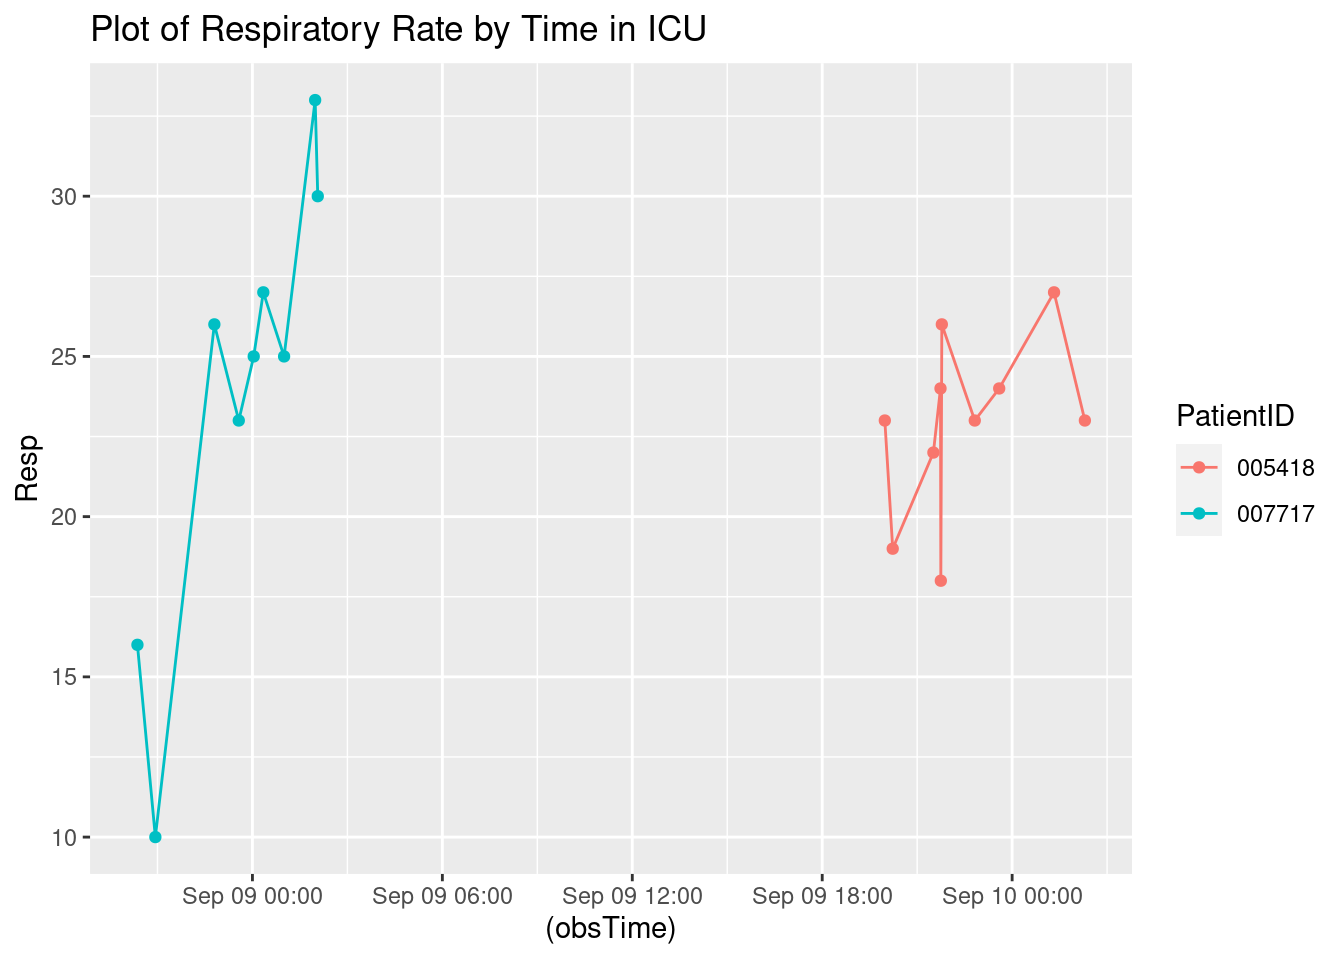 Plot of Respiratory Rate by Time in ICU
30
25
20
15
10
Resp
Sep 09 00:00 Sep 09 06:00 Sep 09 12:00 Sep 09 18:00 Sep 10 00:00
(obsTime)
PatientID
005418
007717